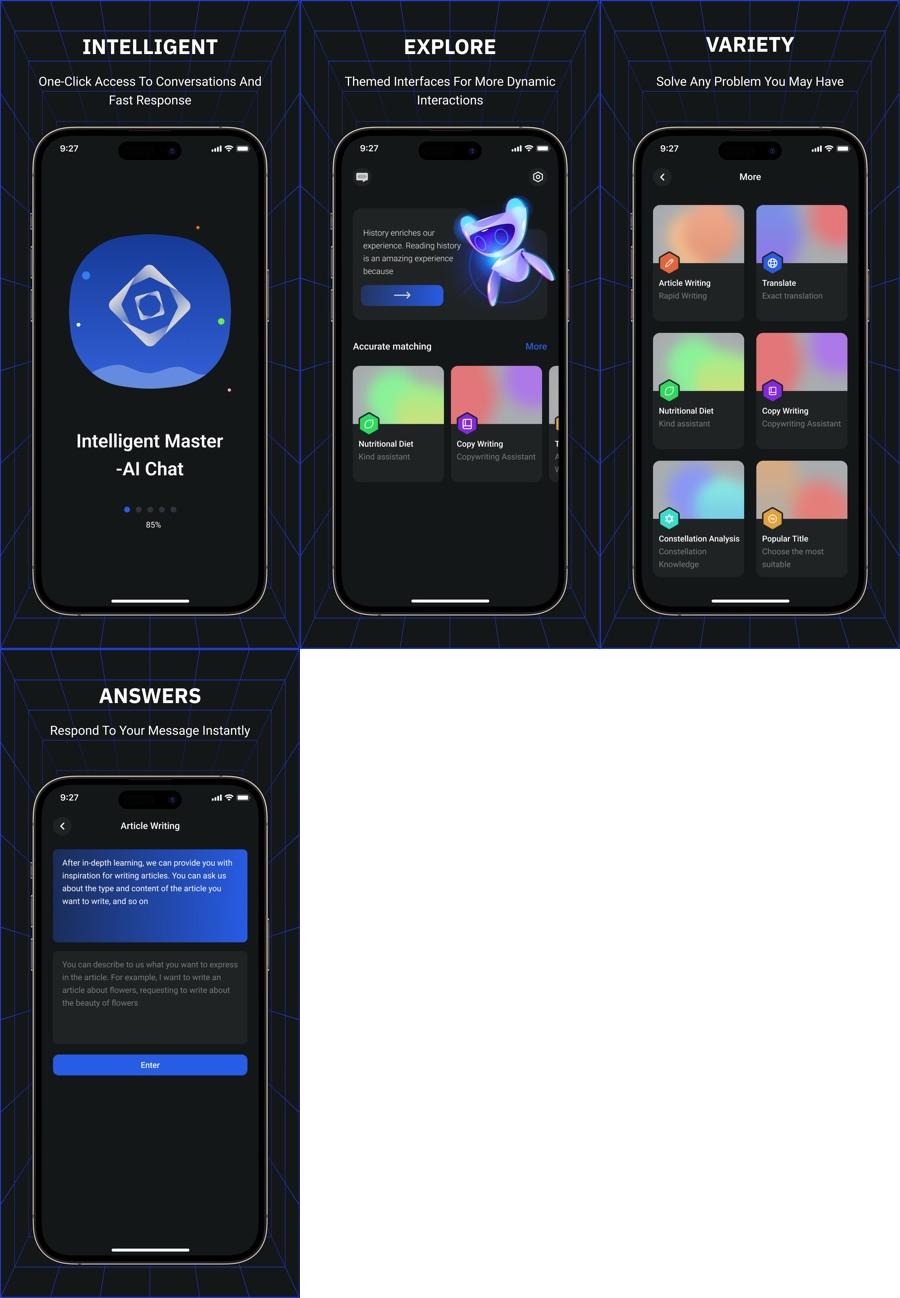 INTELLIGENT
One-Click Access To Conversations And
Fast Response
9:27
Intelligent Master
-AI Chat
85%
EXPLORE
Themed Interfaces For More Dynamic
Interactions
9:27
History enriches our
experience. Reading history
is an amazing experience
because
Accurate matching
More
Nutritional Diet
Kind assistant
Copy Writing
Copywriting Assistant
T
A
W
VARIETY
Solve Any Problem You May Have
9:27
More
Article Writing
Rapid Writing
Translate
Exact translation
Nutritional Diet
Kind assistant
Copy Writing
Copywriting Assistant
Constellation Analysis
Constellation
Knowledge
Popular Title
Choose the most
suitable
ANSWERS
Respond To Your Message Instantly
9:27
Article Writing
After in-depth learning, we can provide you with
inspiration for writing articles. You can ask us
about the type and content of the article you
want to write, and so on
You can describe to us what you want to express
in the article. For example, I want to write an
article about flowers, requesting to write about
the beauty of flowers
Enter